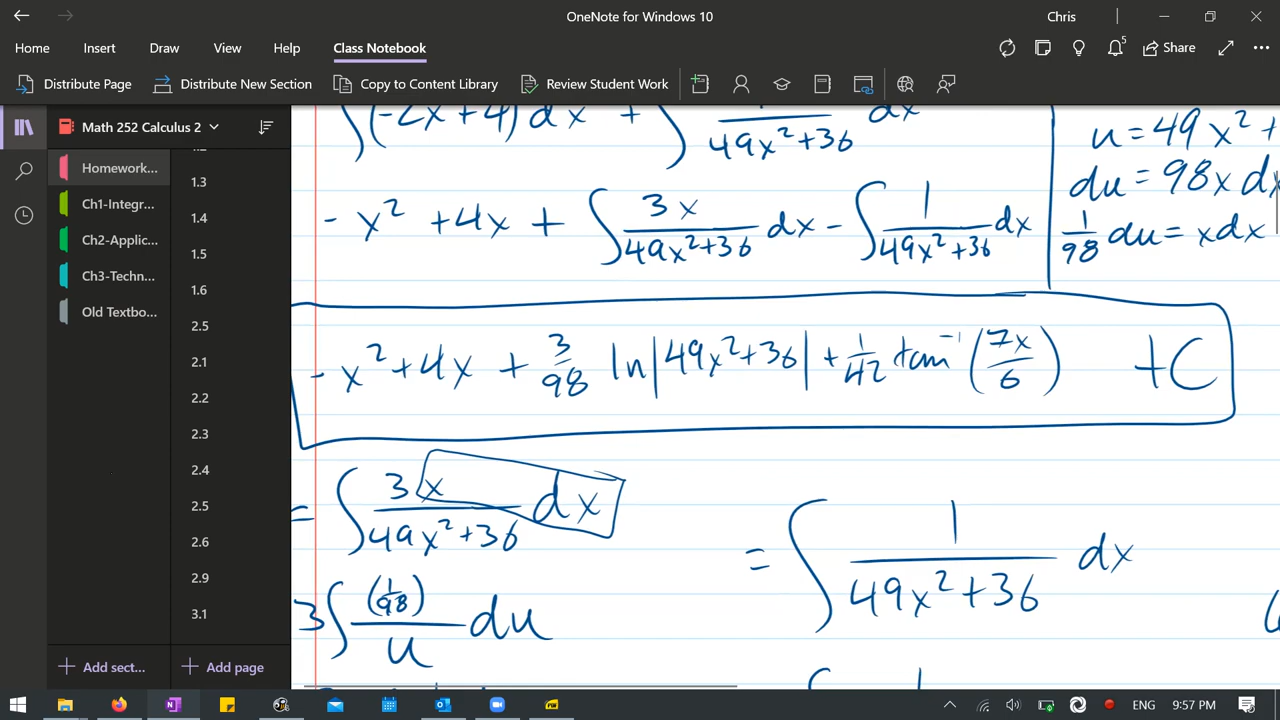 OneNote for Windows 10
Chris
Home Insert Draw View Help Class Notebook
5
Share
Distribute Page Distribute New Section Copy to Content Library Review Student Work
Math 252 Calculus 2
Homework...
Ch1-Integr...
Ch2-Applic...
Ch3-Techn...
Old Textbo...
1.3
1.4
1.5
1.6
2.5
2.1
2.2
2.3
2.4
2.5
2.6
2.9
3.1
Add sect...
Add page
∫(-2x+4)dx + ∫ 1/(49x²+36) dx
- x² + 4x + ∫ 3x/(49x²+36) dx - ∫ 1/(49x²+36) dx
u = 49x² +
du = 98x dx
1/98 du = x dx
- x² + 4x + 3/98 ln|49x²+36| + 1/42 tan⁻¹(7x/6) + C
= ∫ 3x/(49x²+36) dx
3∫ (1/98)/u du
= ∫ 1/(49x²+36) dx
ENG
9:57 PM